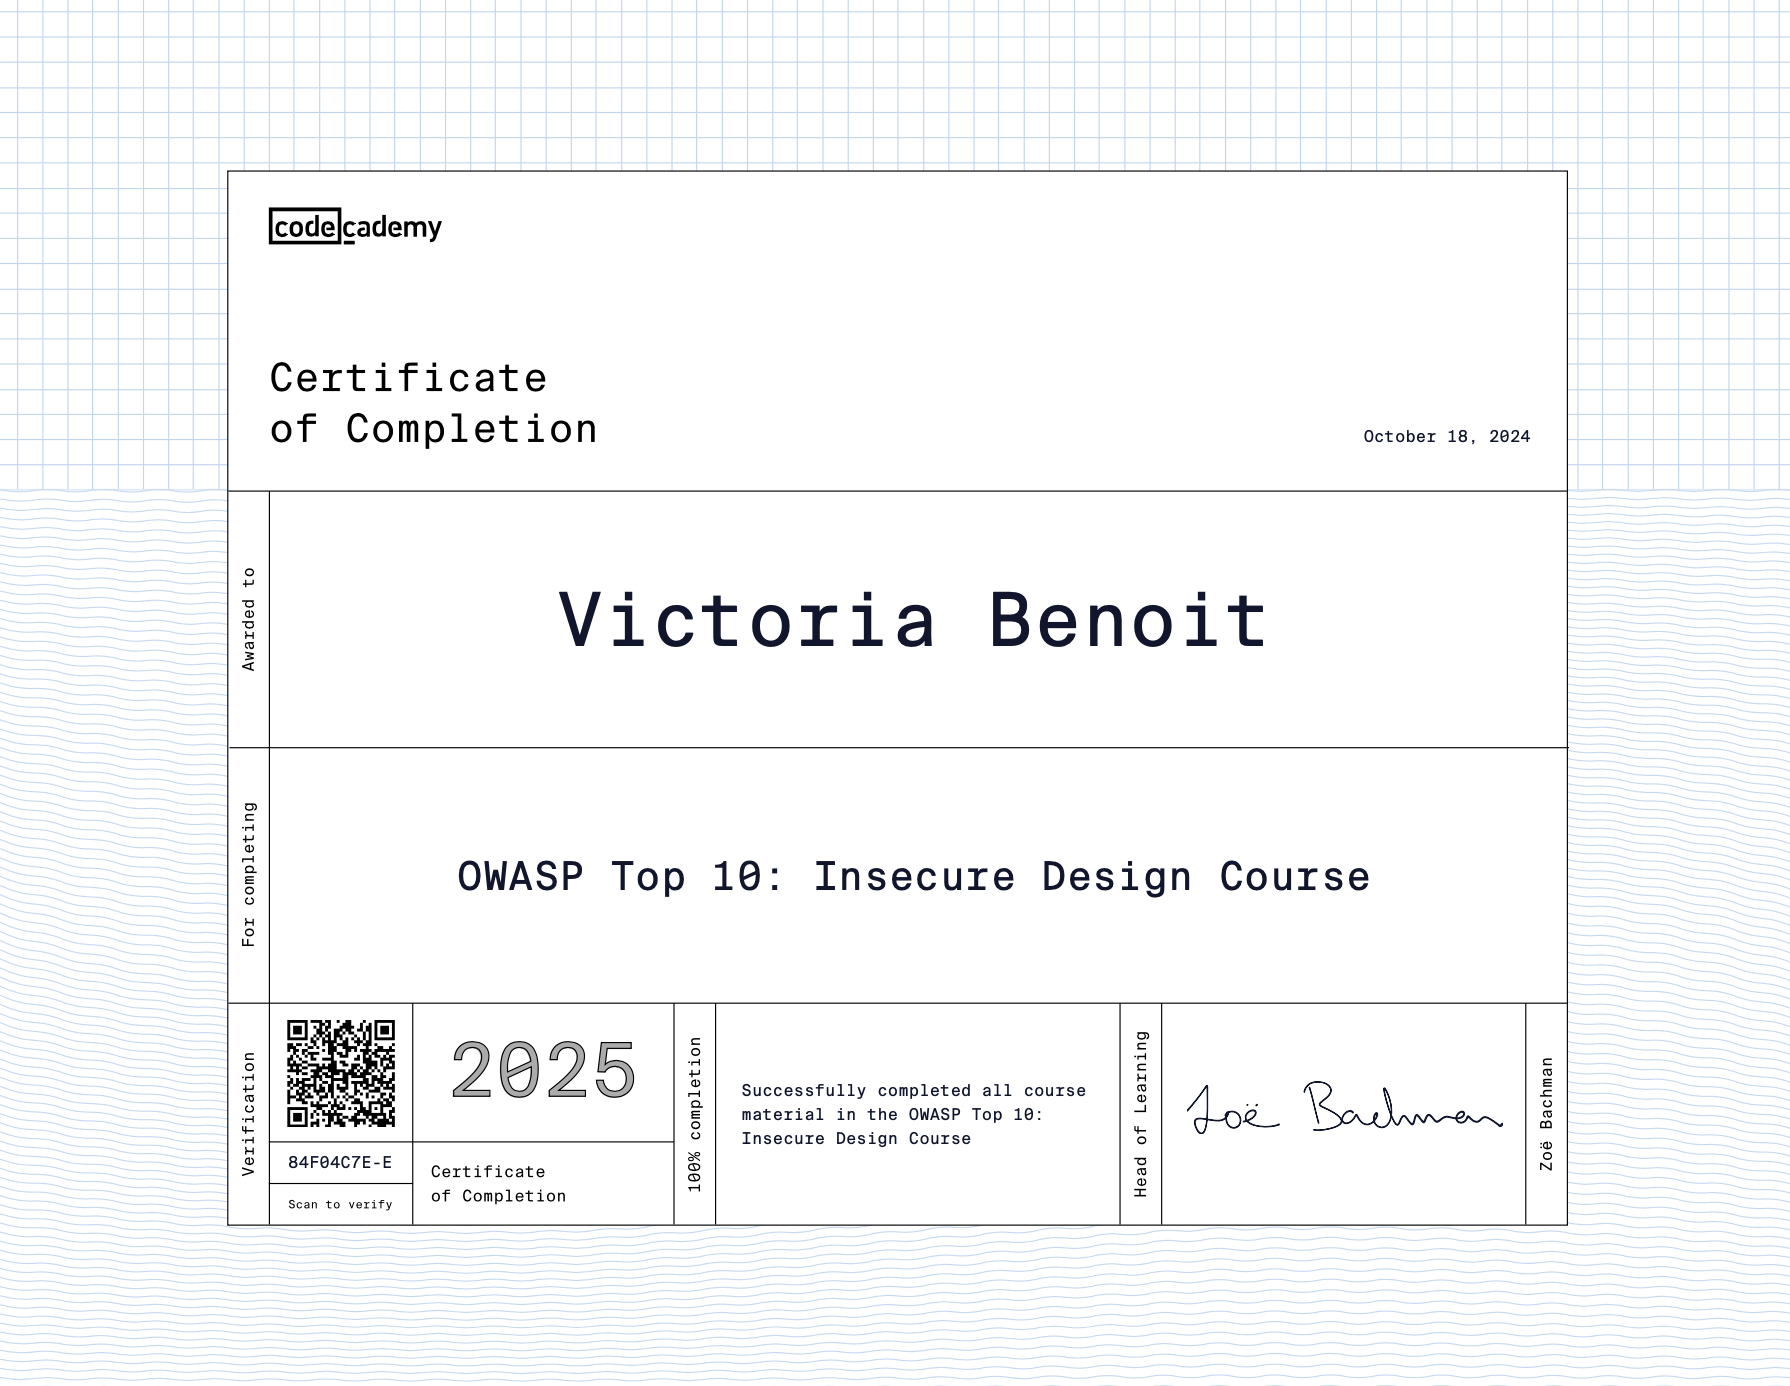 codecademy
Certificate
of Completion
October 18, 2024
Awarded to
Victoria Benoit
For completing
OWASP Top 10: Insecure Design Course
Verification
84F04C7E-E
Scan to verify
2025
Certificate
of Completion
100% completion
Successfully completed all course
material in the OWASP Top 10:
Insecure Design Course
Head of Learning
Zoë Bachman
Zoë Bachman